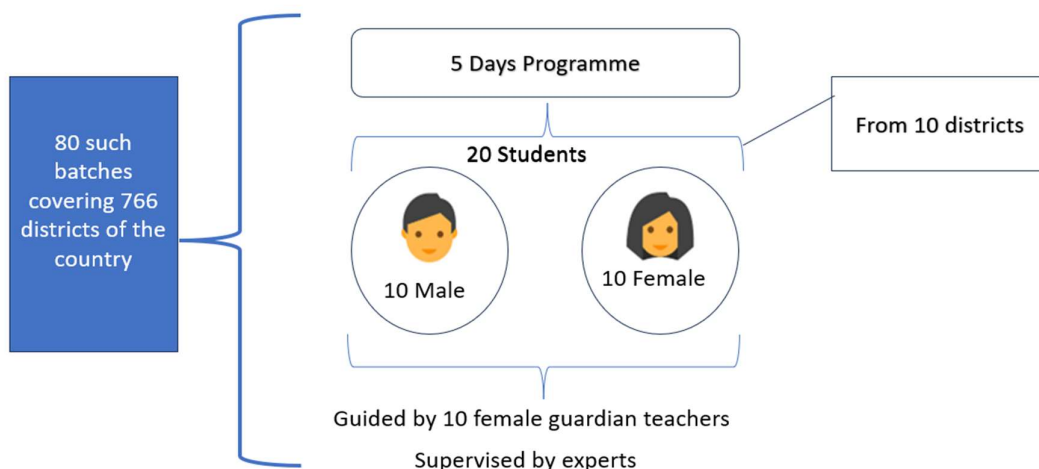 80 such
batches
covering 766
districts of the
country
5 Days Programme
20 Students
From 10 districts
10 Male
10 Female
Guided by 10 female guardian teachers
Supervised by experts